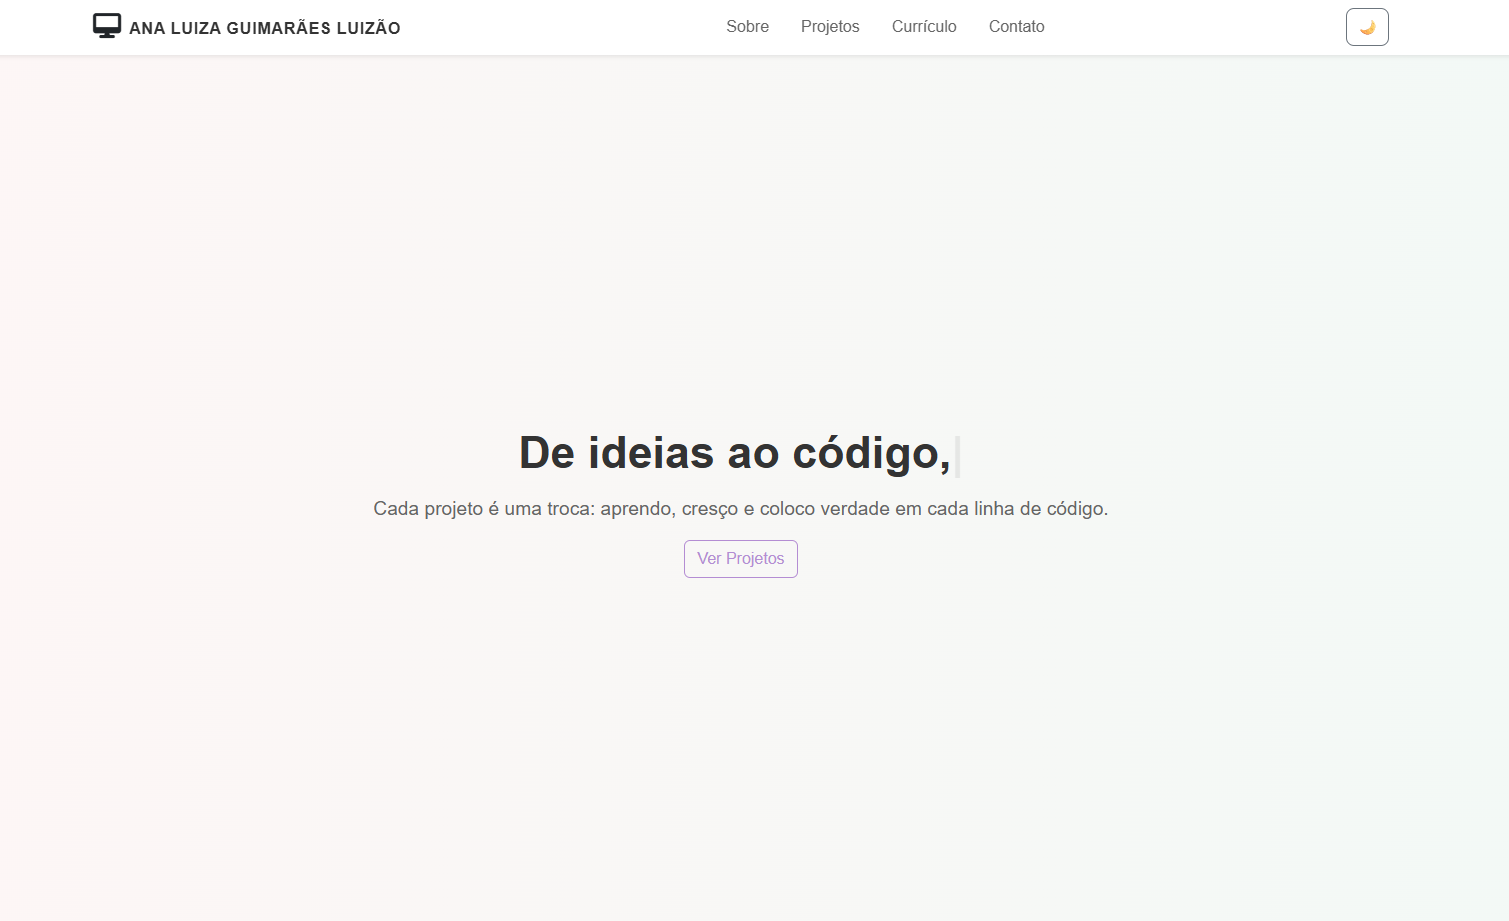 ANA LUIZA GUIMARÃES LUIZÃO
Sobre Projetos Currículo Contato
De ideias ao código,
Cada projeto é uma troca: aprendo, cresço e coloco verdade em cada linha de código.
Ver Projetos